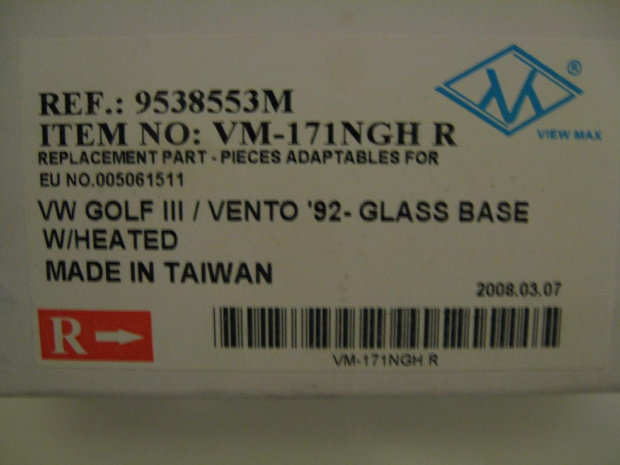 REF.: 9538553M
ITEM NO: VM-171NGH R
REPLACEMENT PART - PIECES ADAPTABLES FOR
EU NO.005061511
VW GOLF III / VENTO '92- GLASS BASE
W/HEATED
MADE IN TAIWAN
VM ®
VIEW MAX
2008.03.07
R
VM-171NGH R